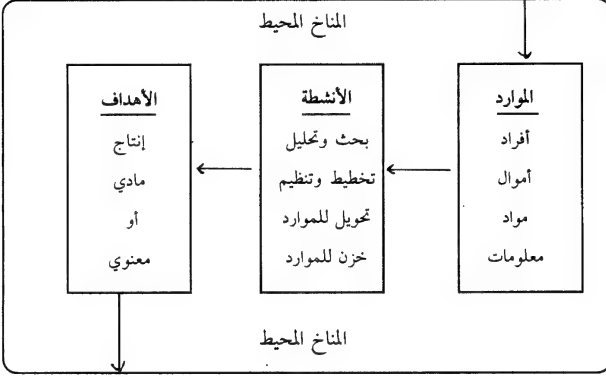 المناخ المحيط
الموارد
أفراد
أموال
مواد
معلومات
الأنشطة
بحث وتحليل
تخطيط وتنظيم
تحويل للموارد
خزن للموارد
الأهداف
إنتاج
مادي
أو
معنوي
المناخ المحيط